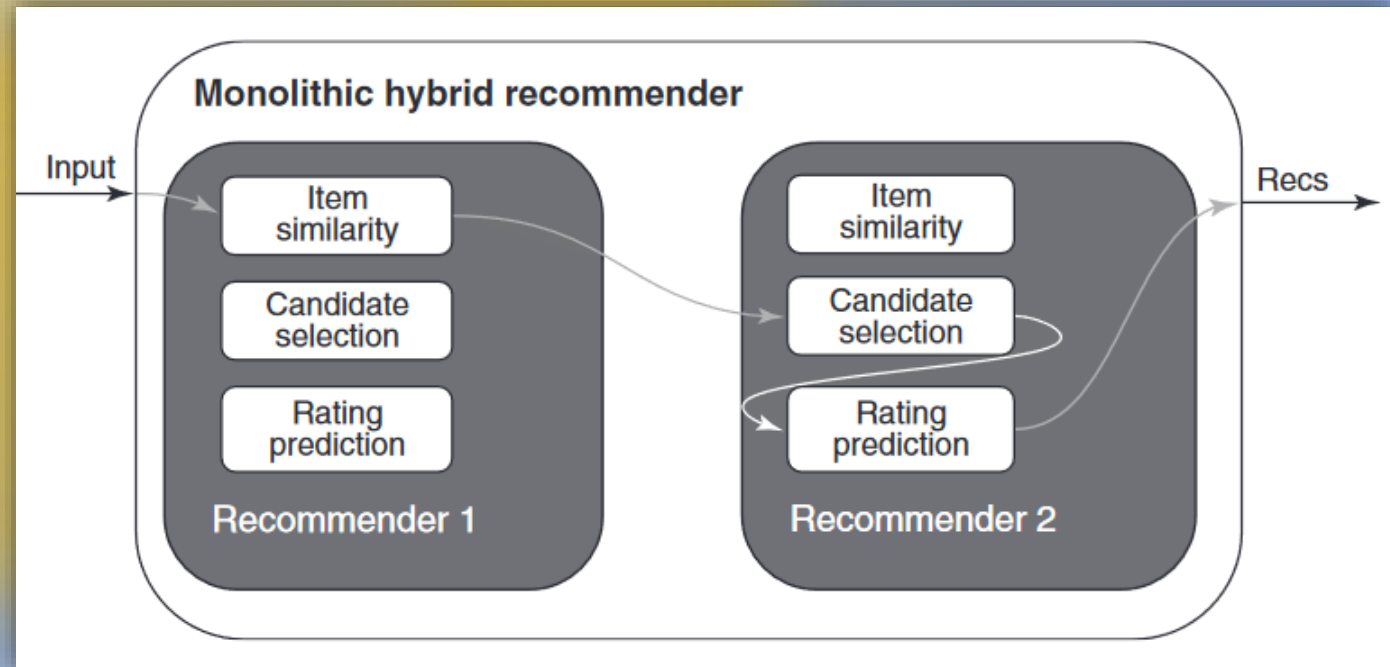 Monolithic hybrid recommender
Input
Item
similarity
Candidate
selection
Rating
prediction
Recommender 1
Item
similarity
Candidate
selection
Rating
prediction
Recommender 2
Recs